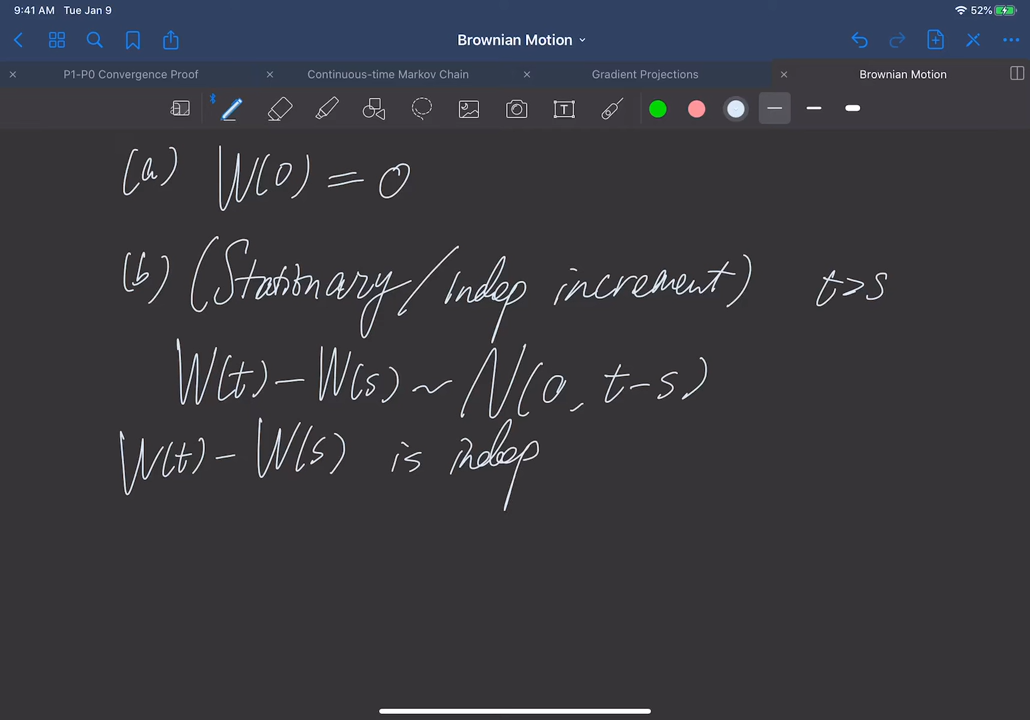 9:41 AM Tue Jan 9
52%
Brownian Motion
P1-P0 Convergence Proof
Continuous-time Markov Chain
Gradient Projections
Brownian Motion
(a) W(0) = 0
(b) (Stationary/indep increment) t>s
W(t) - W(s) ~ N(0, t-s)
W(t) - W(s) is indep